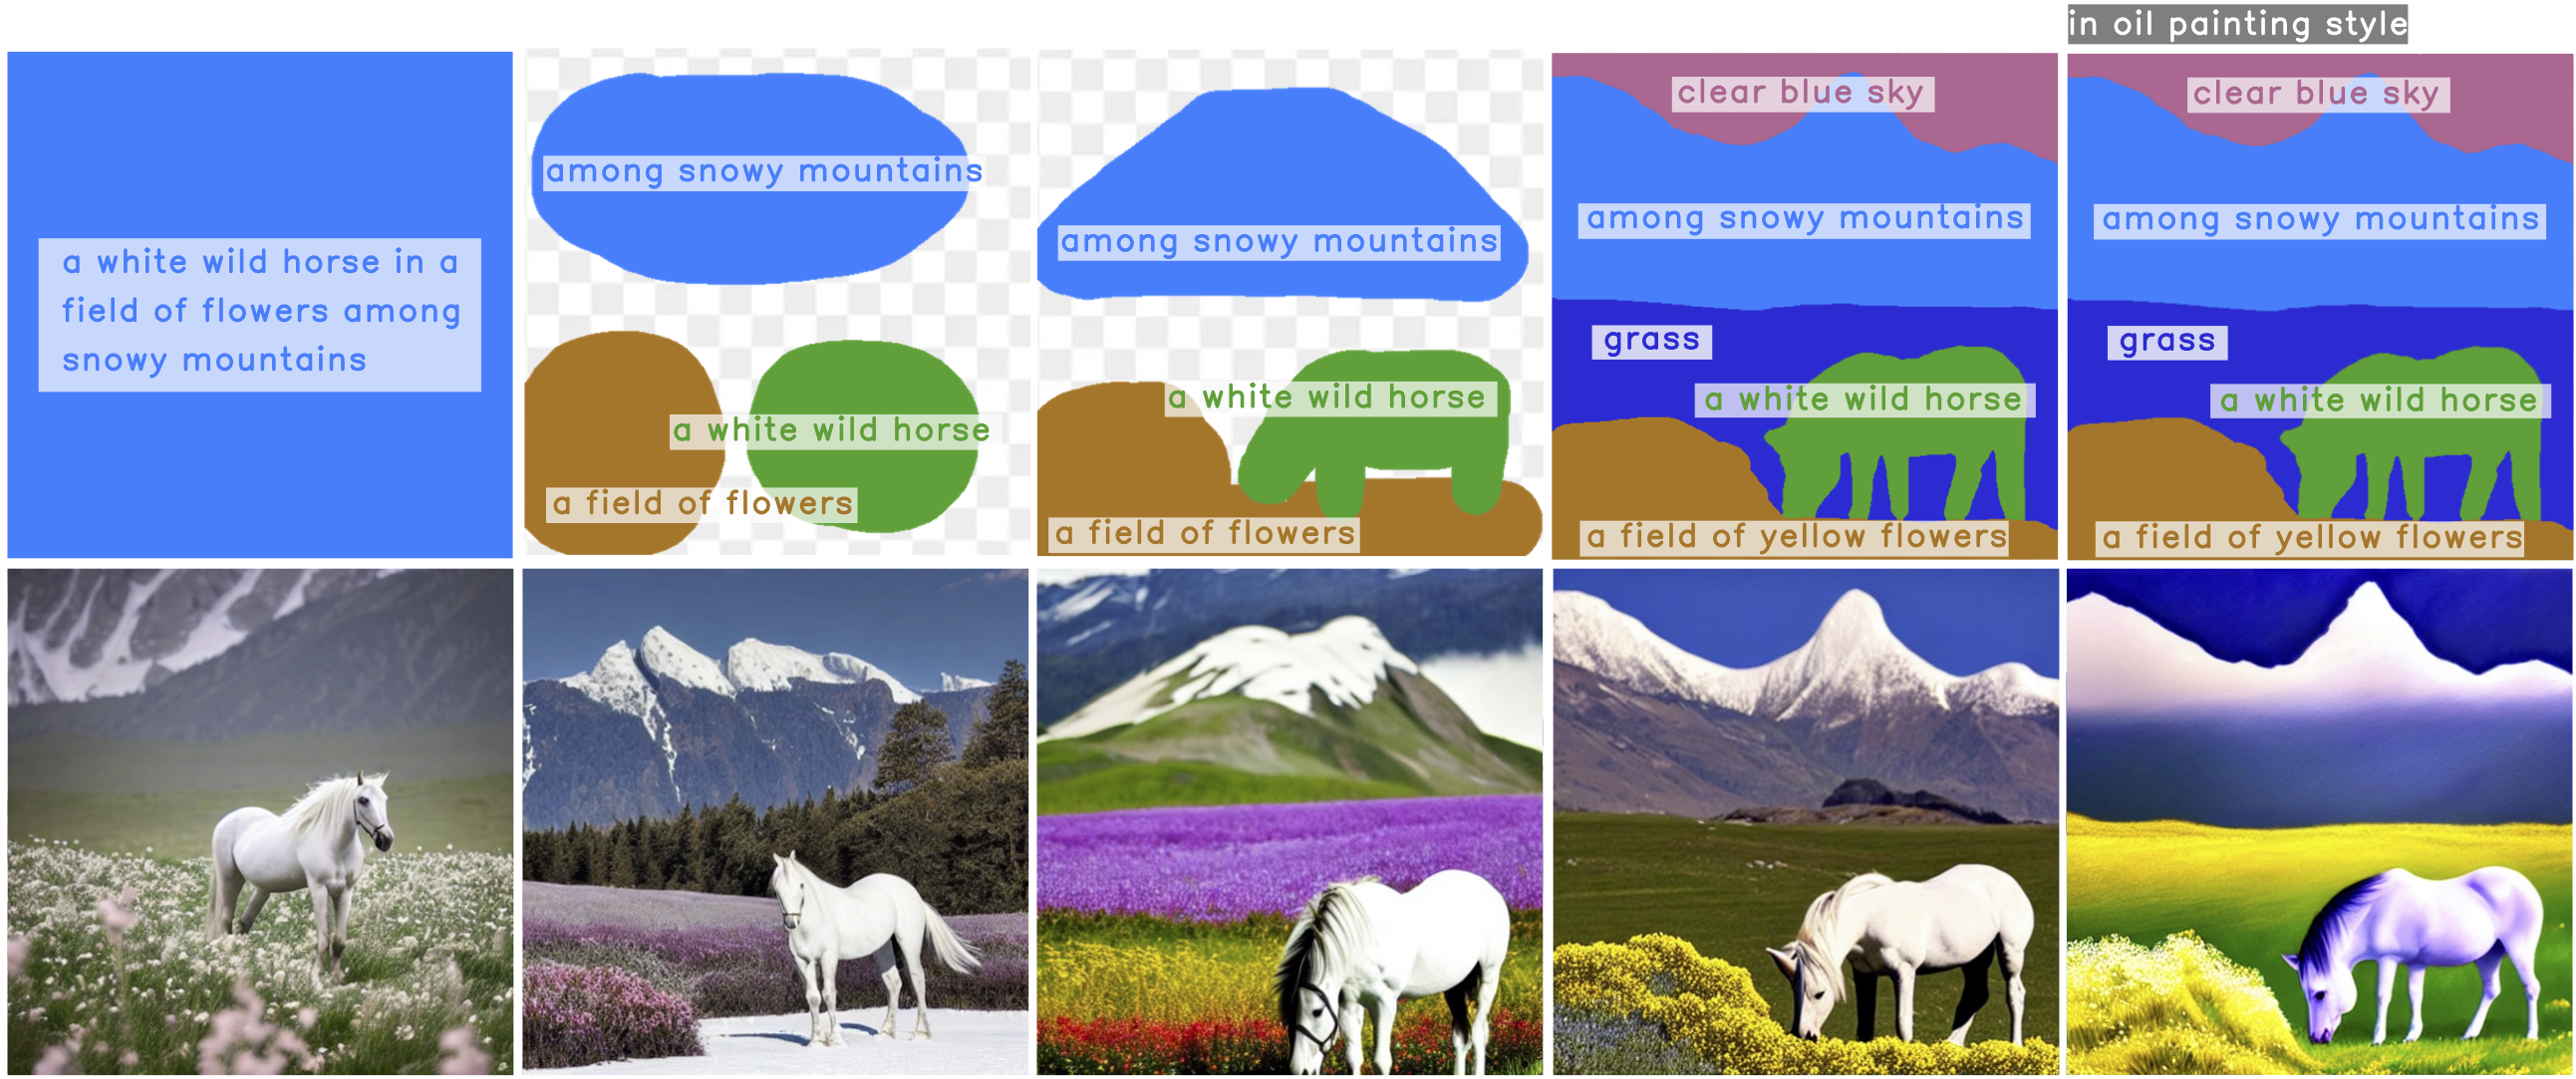 in oil painting style
a white wild horse in a
field of flowers among
snowy mountains
among snowy mountains
a white wild horse
a field of flowers
among snowy mountains
a white wild horse
a field of flowers
clear blue sky
among snowy mountains
grass
a white wild horse
a field of yellow flowers
clear blue sky
among snowy mountains
grass
a white wild horse
a field of yellow flowers